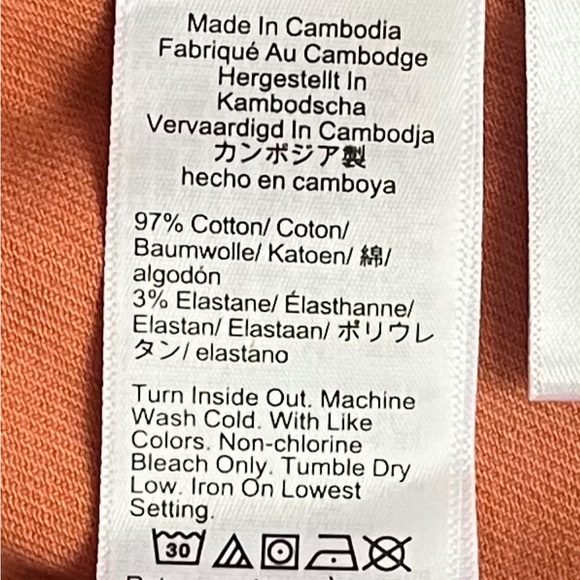 Made In Cambodia
Fabriqué Au Cambodge
Hergestellt In
Kambodscha
Vervaardigd In Cambodja
カンボジア製
hecho en camboya
97% Cotton/ Coton/
Baumwolle/ Katoen/ 綿/
algodón
3% Elastane/ Élasthanne/
Elastan/ Elastaan/ ポリウレ
タン/ elastano
Turn Inside Out. Machine
Wash Cold. With Like
Colors. Non-chlorine
Bleach Only. Tumble Dry
Low. Iron On Lowest
Setting.
30